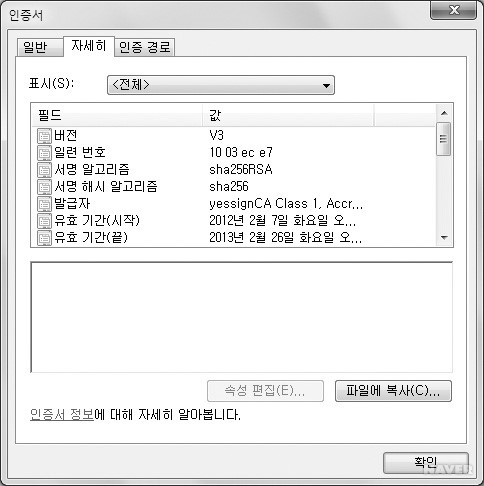 인증서
일반 자세히 인증 경로
표시(S): <전체>
필드 값
버전 V3
일련 번호 10 03 ec e7
서명 알고리즘 sha256RSA
서명 해시 알고리즘 sha256
발급자 yessignCA Class 1, Accr...
유효 기간(시작) 2012년 2월 7일 화요일 오...
유효 기간(끝) 2013년 2월 26일 화요일 오...
속성 편집(E)... 파일에 복사(C)...
인증서 정보에 대해 자세히 알아봅니다.
확인
NAVER